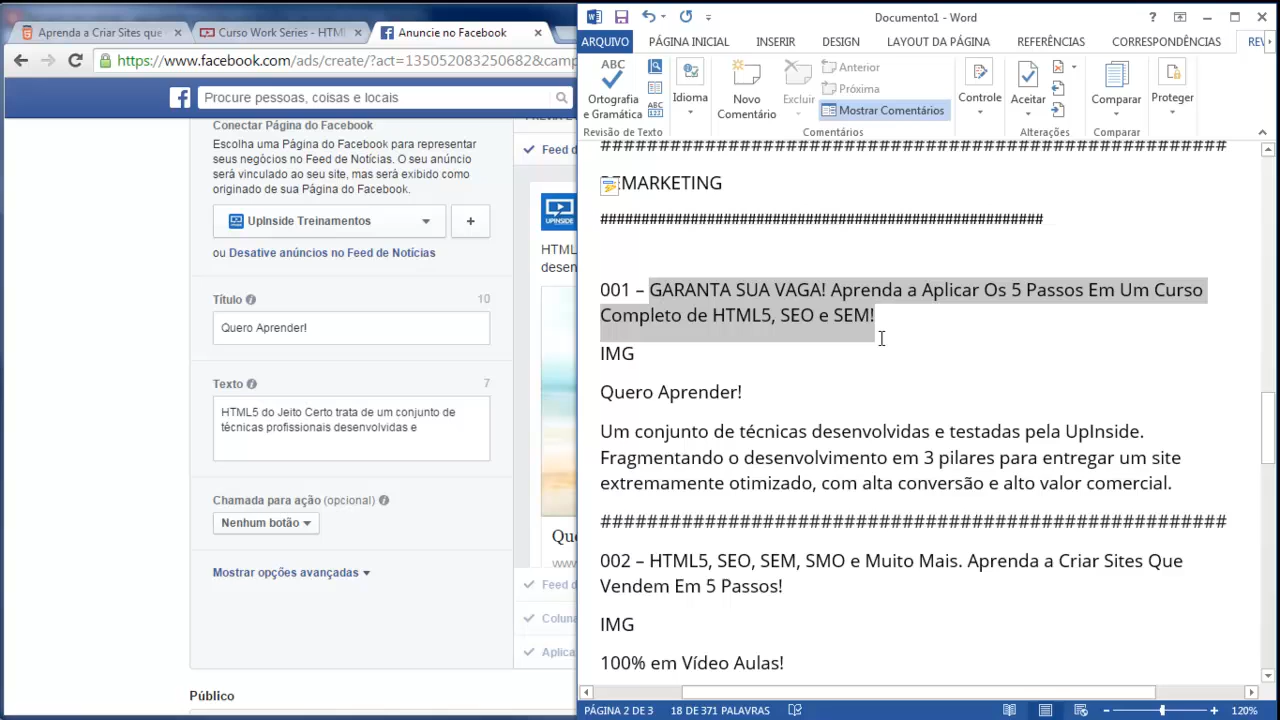 Aprenda a Criar Sites que
Curso Work Series - HTML
Anuncie no Facebook
https://www.facebook.com/ads/create/?act=135052083250682&camp
Procure pessoas, coisas e locais
Conectar Página do Facebook
Escolha uma Página do Facebook para representar
seus negócios no Feed de Notícias. O seu anúncio
será vinculado ao seu site, mas será exibido como
originado de sua Página do Facebook.
UpInside Treinamentos
+
ou Desative anúncios no Feed de Notícias
Título
10
Quero Aprender!
Texto
7
HTML5 do Jeito Certo trata de um conjunto de
técnicas profissionais desenvolvidas e
Chamada para ação (opcional)
Nenhum botão
Mostrar opções avançadas
Público
Feed d
UPINSIDE
HTML
desen
Que
www.
Feed d
Coluna
Aplica
Documento1 - Word
ARQUIVO
PÁGINA INICIAL
INSERIR
DESIGN
LAYOUT DA PÁGINA
REFERÊNCIAS
CORRESPONDÊNCIAS
ABC
Ortografia
e Gramática
ABC
123
Revisão de Texto
Idioma
Novo
Comentário
Excluir
Anterior
Próxima
Mostrar Comentários
Comentários
Controle
Aceitar
Alterações
Comparar
Comparar
Proteger
######################################################
EMARKETING
######################################################
001 – GARANTA SUA VAGA! Aprenda a Aplicar Os 5 Passos Em Um Curso
Completo de HTML5, SEO e SEM!
IMG
Quero Aprender!
Um conjunto de técnicas desenvolvidas e testadas pela UpInside.
Fragmentando o desenvolvimento em 3 pilares para entregar um site
extremamente otimizado, com alta conversão e alto valor comercial.
######################################################
002 – HTML5, SEO, SEM, SMO e Muito Mais. Aprenda a Criar Sites Que
Vendem Em 5 Passos!
IMG
100% em Vídeo Aulas!
PÁGINA 2 DE 3
18 DE 371 PALAVRAS
120%